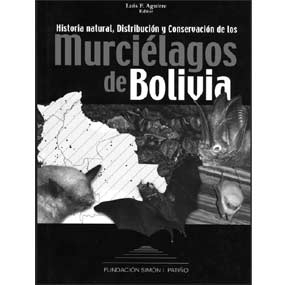 Luis F. Aguirre
Editor
Historia natural, Distribución y Conservación de los
Murciélagos
de Bolivia
FUNDACIÓN SIMÓN I. PATIÑO